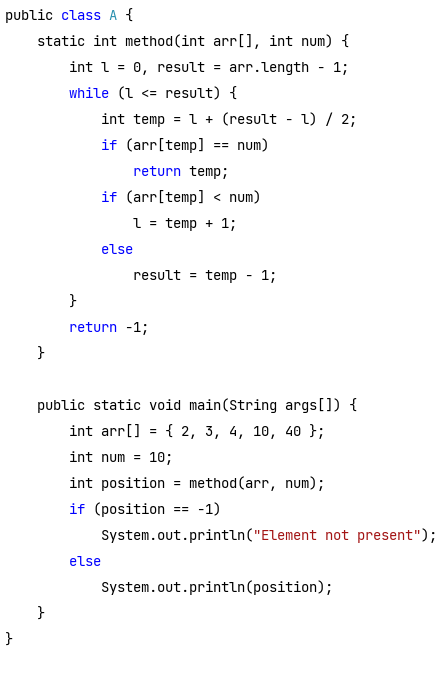 public class A {
    static int method(int arr[], int num) {
        int l = 0, result = arr.length - 1;
        while (l <= result) {
            int temp = l + (result - l) / 2;
            if (arr[temp] == num)
                return temp;
            if (arr[temp] < num)
                l = temp + 1;
            else
                result = temp - 1;
        }
        return -1;
    }

    public static void main(String args[]) {
        int arr[] = { 2, 3, 4, 10, 40 };
        int num = 10;
        int position = method(arr, num);
        if (position == -1)
            System.out.println("Element not present");
        else
            System.out.println(position);
    }
}